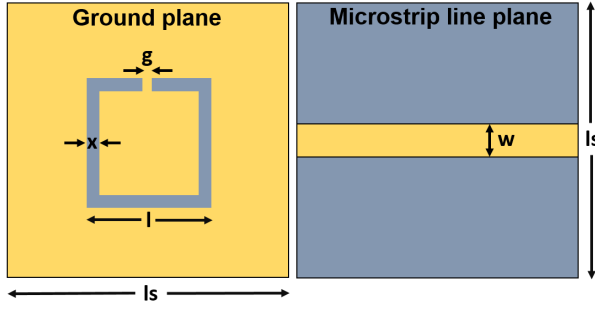 Ground plane
Microstrip line plane
g
x
w
ls
l
ls